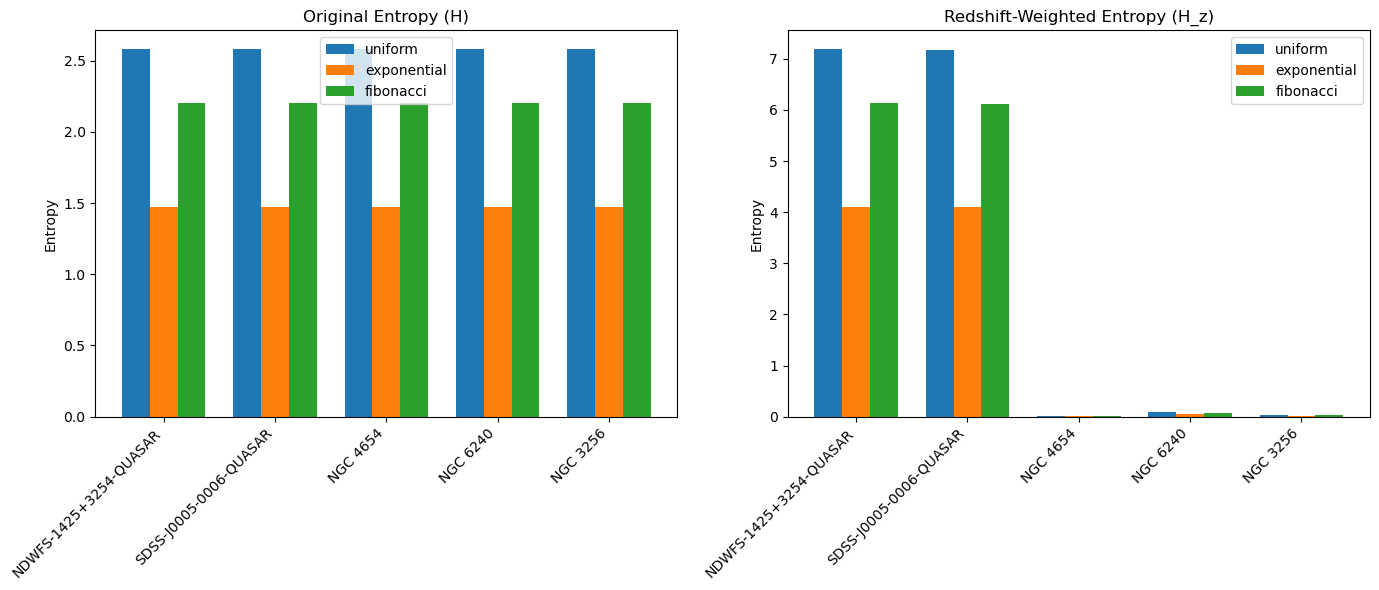 Original Entropy (H)
Entropy
2.5
2.0
1.5
1.0
0.5
0.0
uniform
exponential
fibonacci
NDWFS-1425+3254-QUASAR
SDSS-J0005-0006-QUASAR
NGC 4654
NGC 6240
NGC 3256
Redshift-Weighted Entropy (H_z)
Entropy
7
6
5
4
3
2
1
0
uniform
exponential
fibonacci
NDWFS-1425+3254-QUASAR
SDSS-J0005-0006-QUASAR
NGC 4654
NGC 6240
NGC 3256